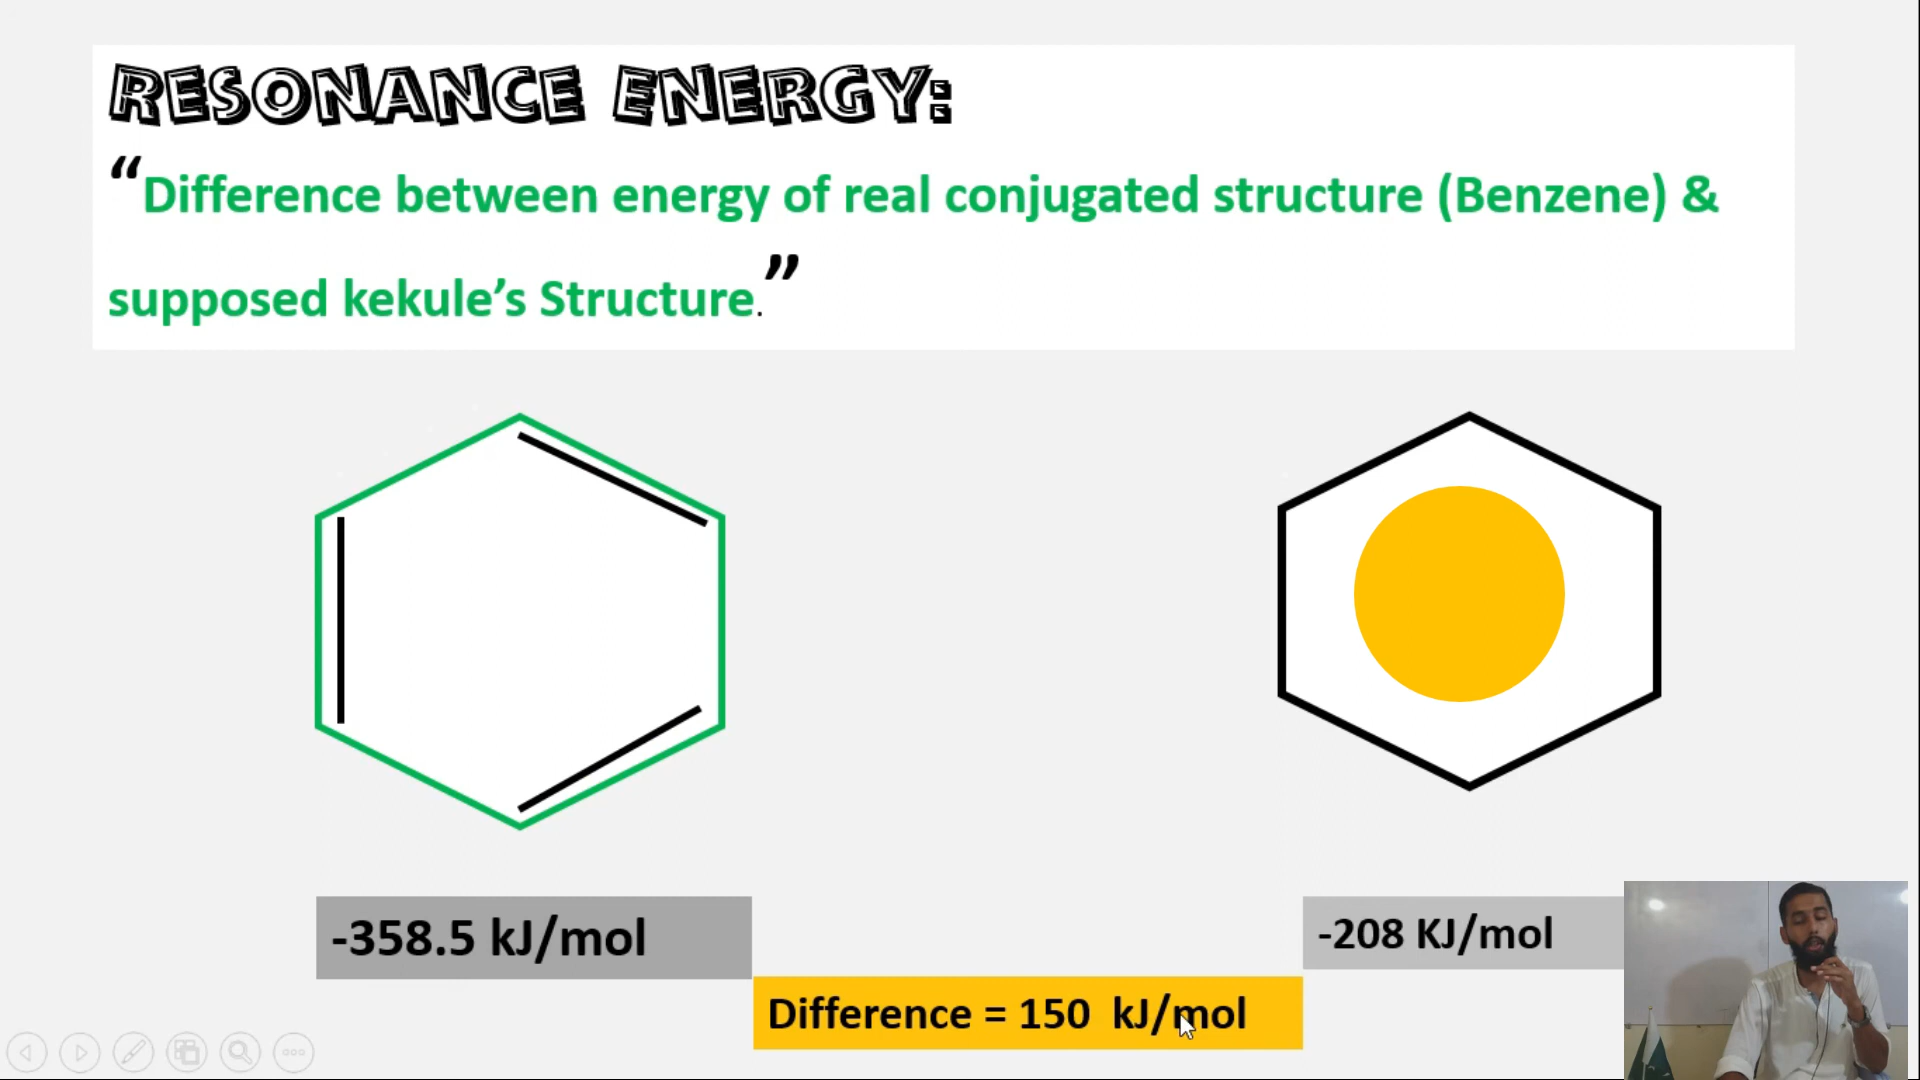 RESONANCE ENERGY:
“Difference between energy of real conjugated structure (Benzene) &
supposed kekule’s Structure.”
-358.5 kJ/mol
-208 KJ/mol
Difference = 150 kJ/mol